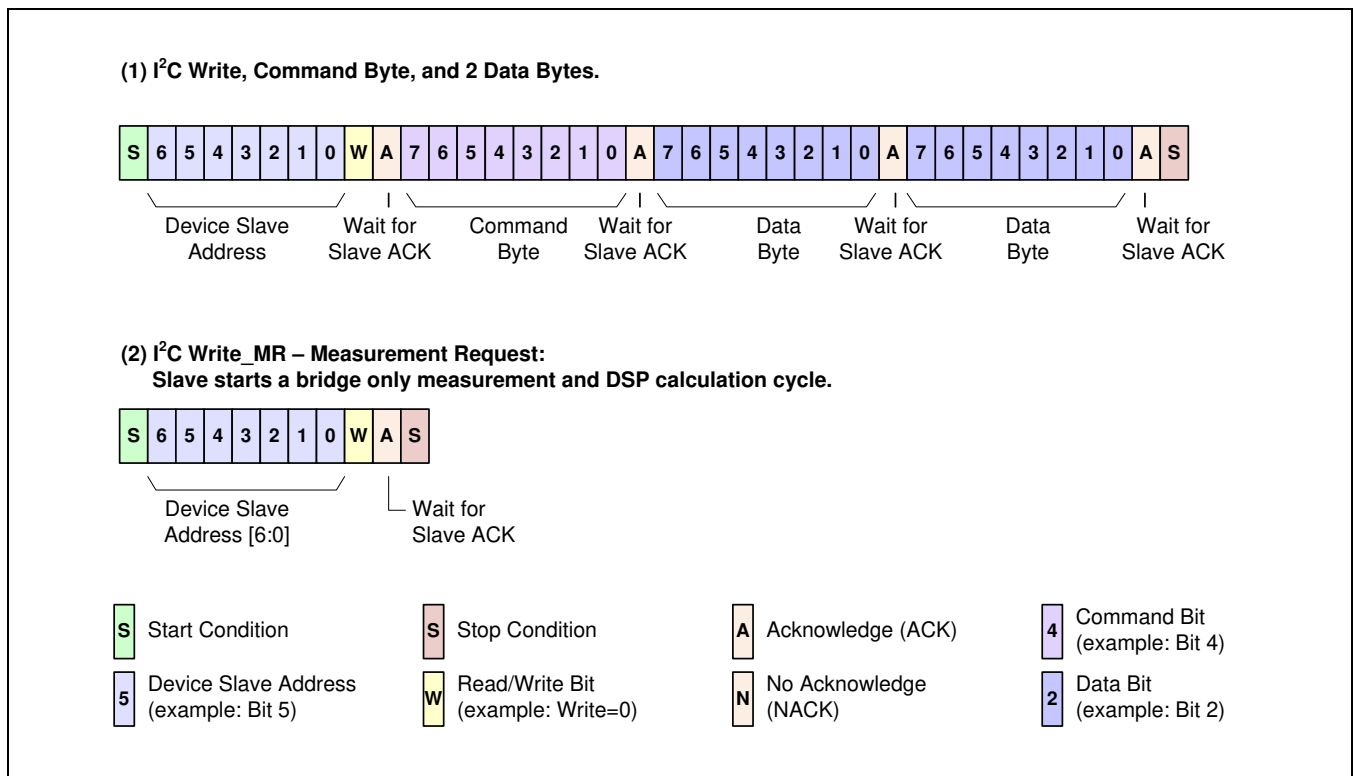 (1) I²C Write, Command Byte, and 2 Data Bytes.
S 6 5 4 3 2 1 0 W A 7 6 5 4 3 2 1 0 A 7 6 5 4 3 2 1 0 A 7 6 5 4 3 2 1 0 A S
Device Slave Address
Wait for Slave ACK
Command Byte
Wait for Slave ACK
Data Byte
Wait for Slave ACK
Data Byte
Wait for Slave ACK
(2) I²C Write_MR – Measurement Request:
Slave starts a bridge only measurement and DSP calculation cycle.
S 6 5 4 3 2 1 0 W A S
Device Slave
Address [6:0]
Wait for
Slave ACK
S Start Condition
S Stop Condition
A Acknowledge (ACK)
4 Command Bit
(example: Bit 4)
5 Device Slave Address
(example: Bit 5)
W Read/Write Bit
(example: Write=0)
N No Acknowledge
(NACK)
2 Data Bit
(example: Bit 2)